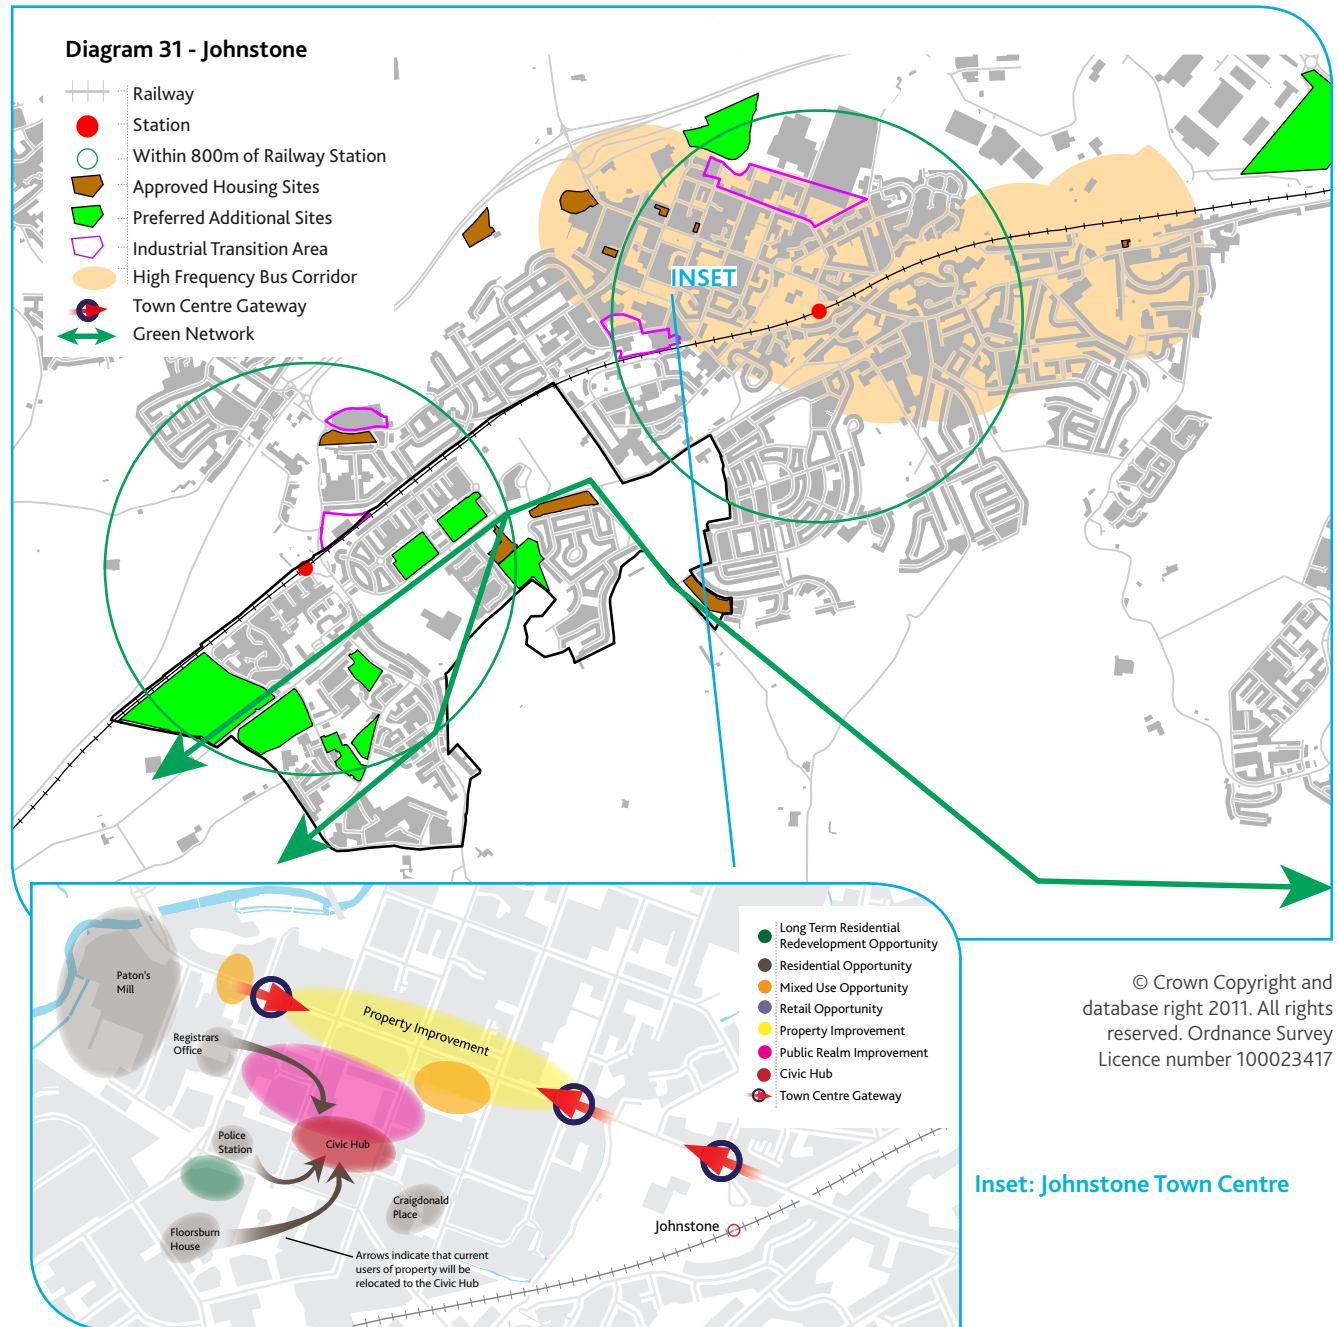 Diagram 31 - Johnstone
Railway
Station
Within 800m of Railway Station
Approved Housing Sites
Preferred Additional Sites
Industrial Transition Area
High Frequency Bus Corridor
Town Centre Gateway
Green Network
INSET
Paton's
Mill
Registrars
Office
Property Improvement
Police
Station
Civic Hub
Floorsburn
House
Craigdonald
Place
Arrows indicate that current
users of property will be
relocated to the Civic Hub
Johnstone
Long Term Residential
Redevelopment Opportunity
Residential Opportunity
Mixed Use Opportunity
Retail Opportunity
Property Improvement
Public Realm Improvement
Civic Hub
Town Centre Gateway
© Crown Copyright and
database right 2011. All rights
reserved. Ordnance Survey
Licence number 100023417
Inset: Johnstone Town Centre